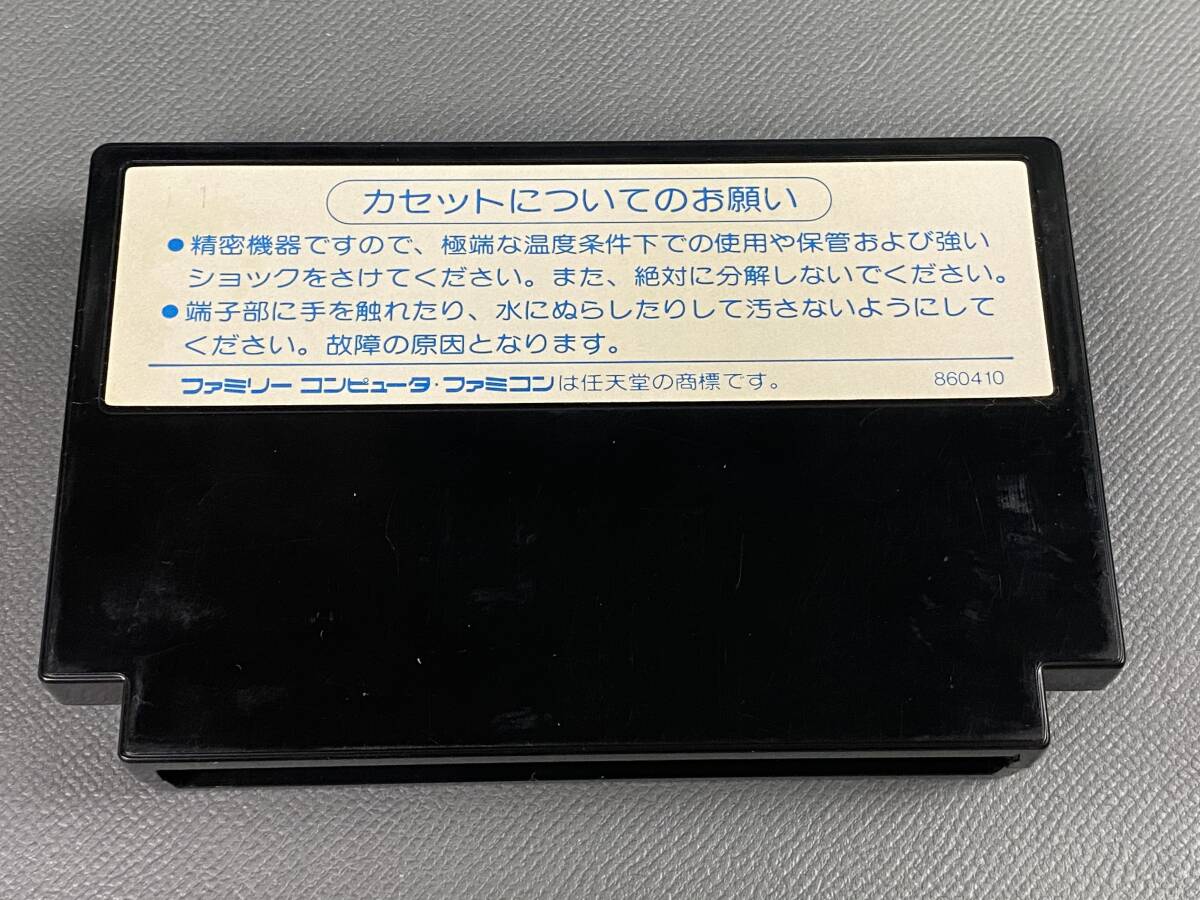 カセットについてのお願い
●精密機器ですので、極端な温度条件下での使用や保管および強い
ショックをさけてください。また、絶対に分解しないでください。
●端子部に手を触れたり、水にぬらしたりして汚さないようにして
ください。故障の原因となります。
ファミリー コンピュータ・ファミコンは任天堂の商標です。 860410